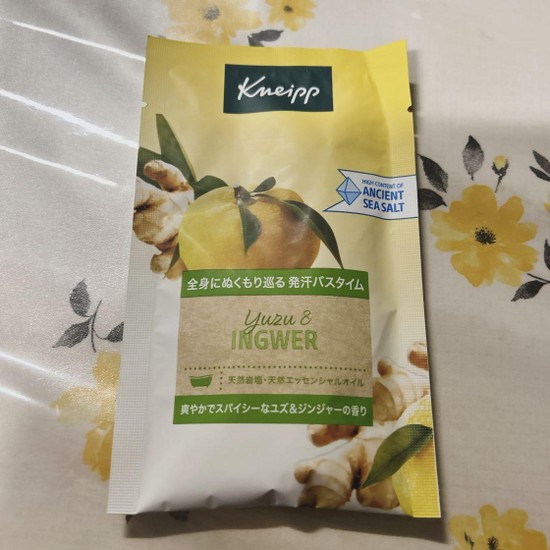 Kneipp
HIGH CONTENT OF
ANCIENT
SEA SALT
全身にぬくもり巡る 発汗バスタイム
Yuzu &
INGWER
天然岩塩・天然エッセンシャルオイル
爽やかでスパイシーなユズ&ジンジャーの香り